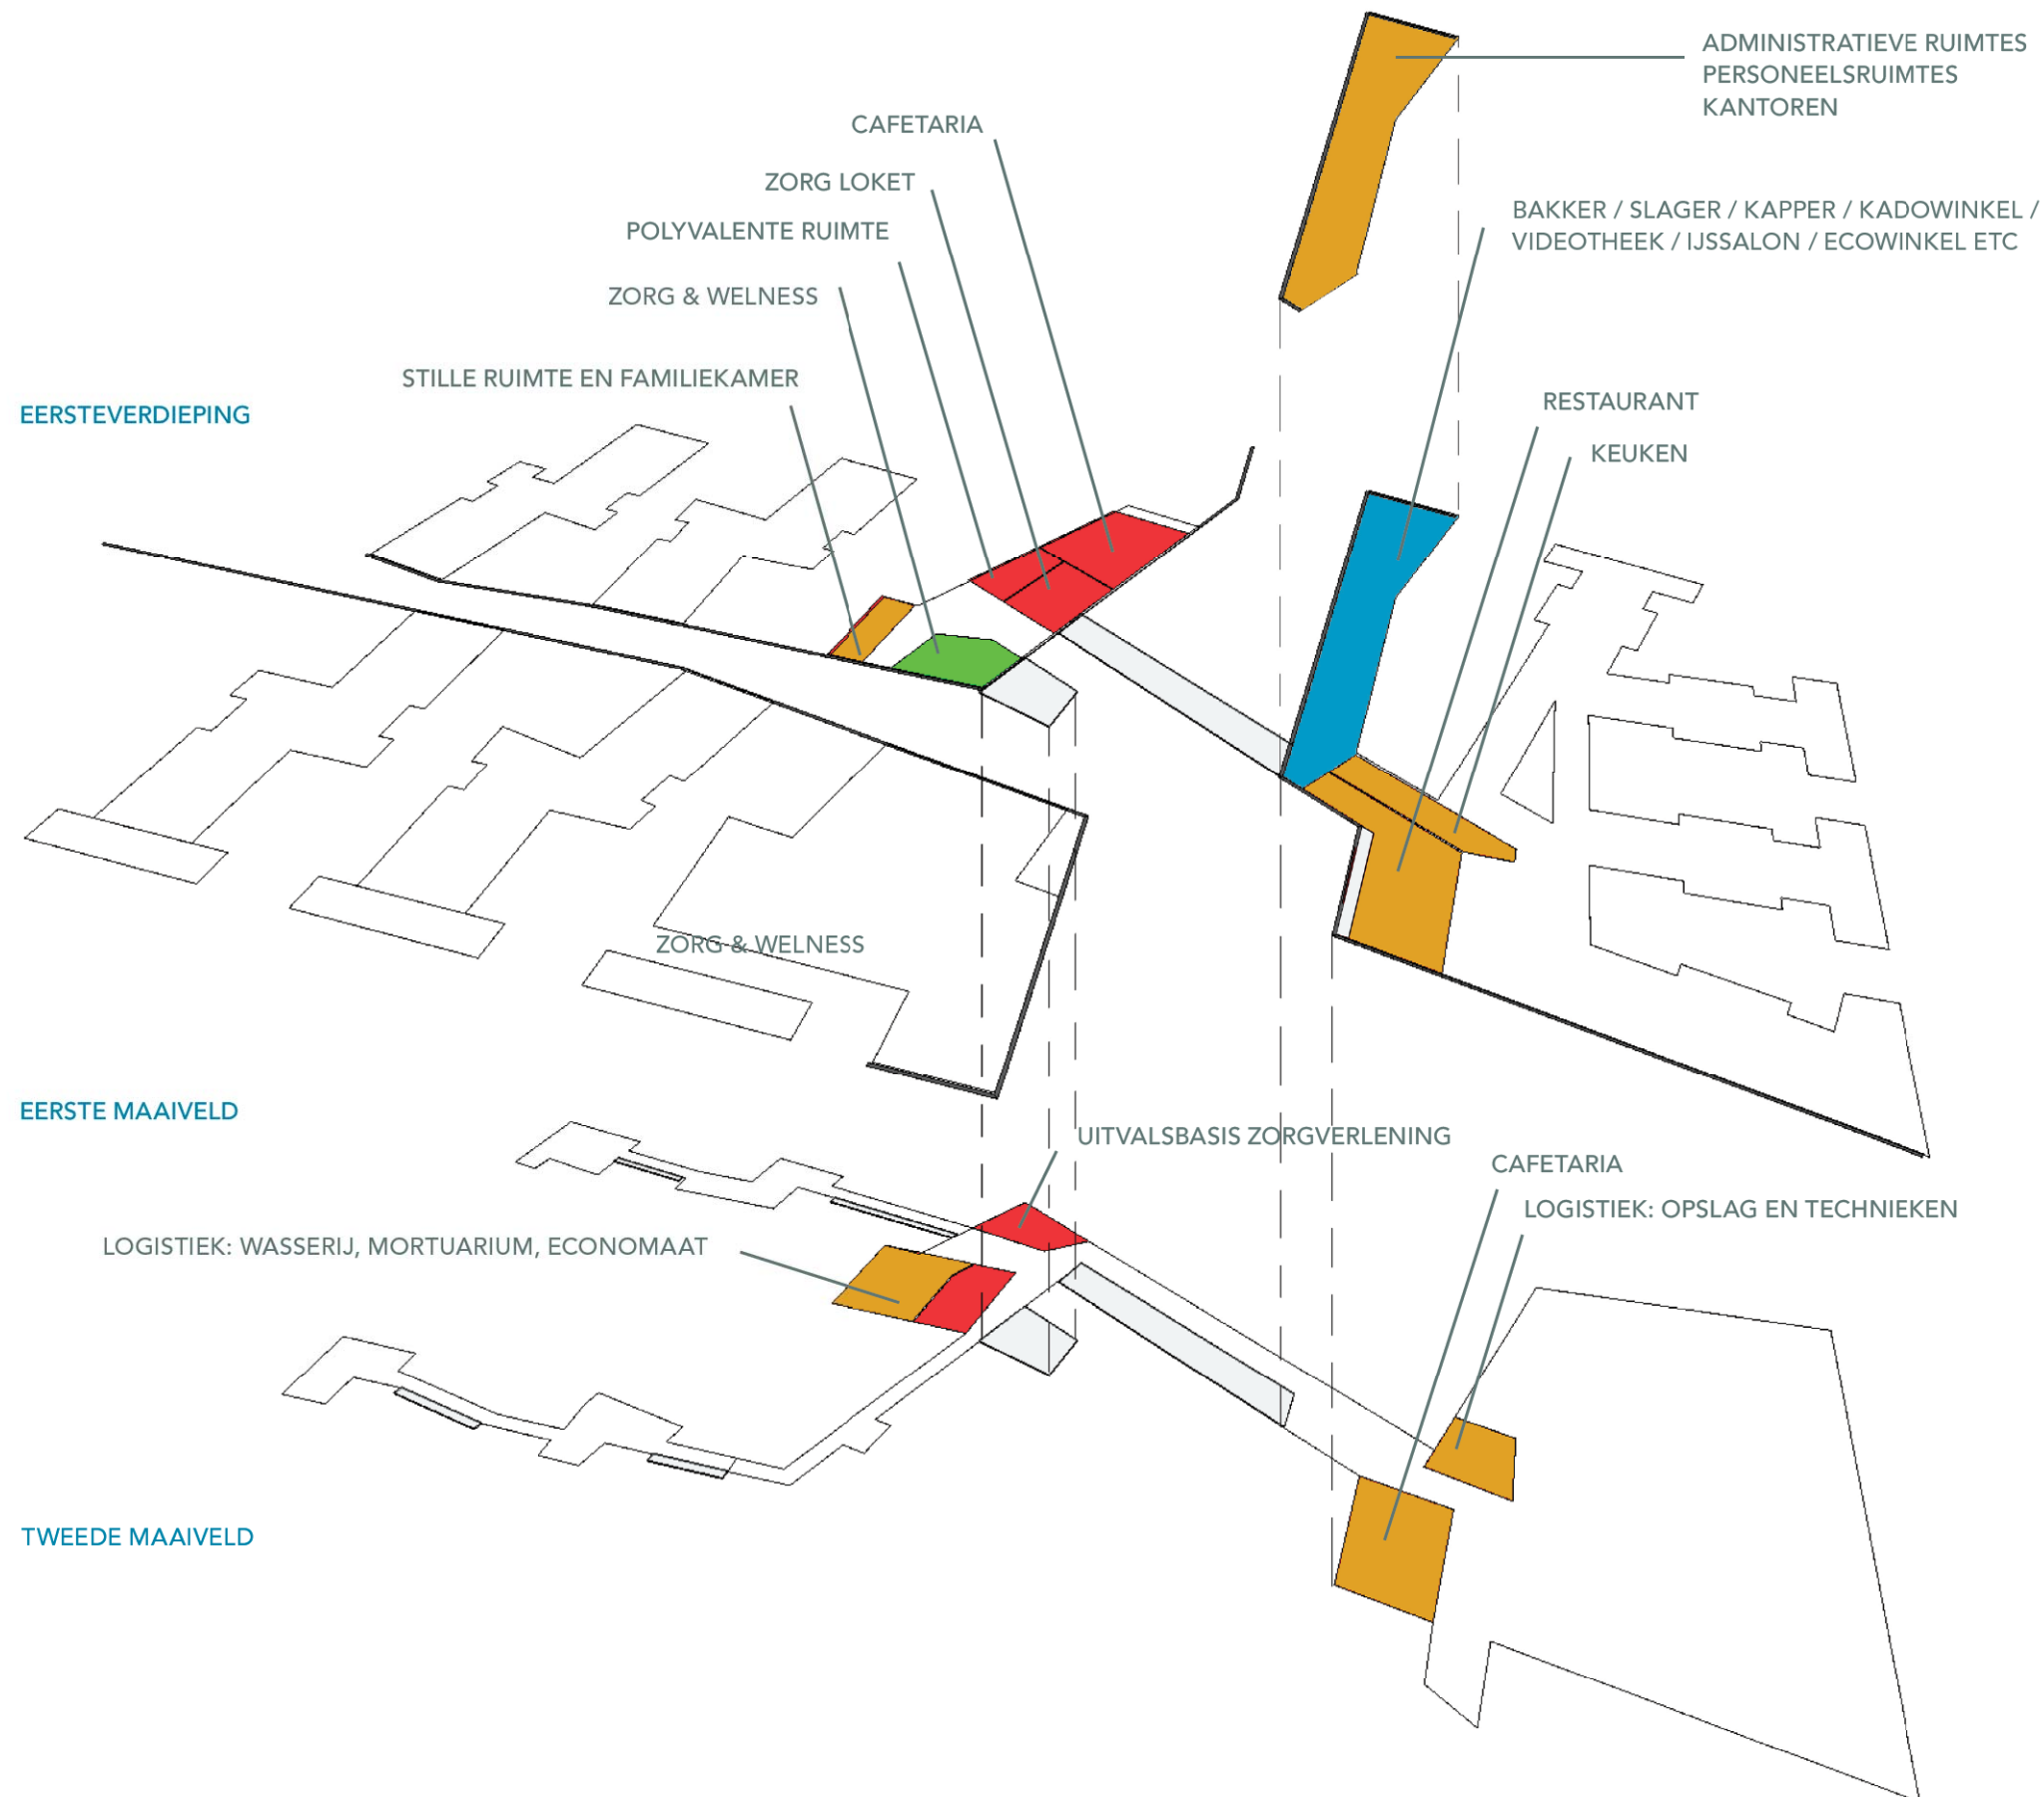 ADMINISTRATIEVE RUIMTES
PERSONEELSRUIMTES
KANTOREN
CAFETARIA
ZORG LOKET
POLYVALENTE RUIMTE
ZORG & WELNESS
STILLE RUIMTE EN FAMILIEKAMER
BAKKER / SLAGER / KAPPER / KADOWINKEL /
VIDEOTHEEK / IJSSALON / ECOWINKEL ETC
RESTAURANT
KEUKEN
EERSTEVERDIEPING
ZORG & WELNESS
EERSTE MAAIVELD
UITVALSBASIS ZORGVERLENING
CAFETARIA
LOGISTIEK: OPSLAG EN TECHNIEKEN
LOGISTIEK: WASSERIJ, MORTUARIUM, ECONOMAAT
TWEEDE MAAIVELD